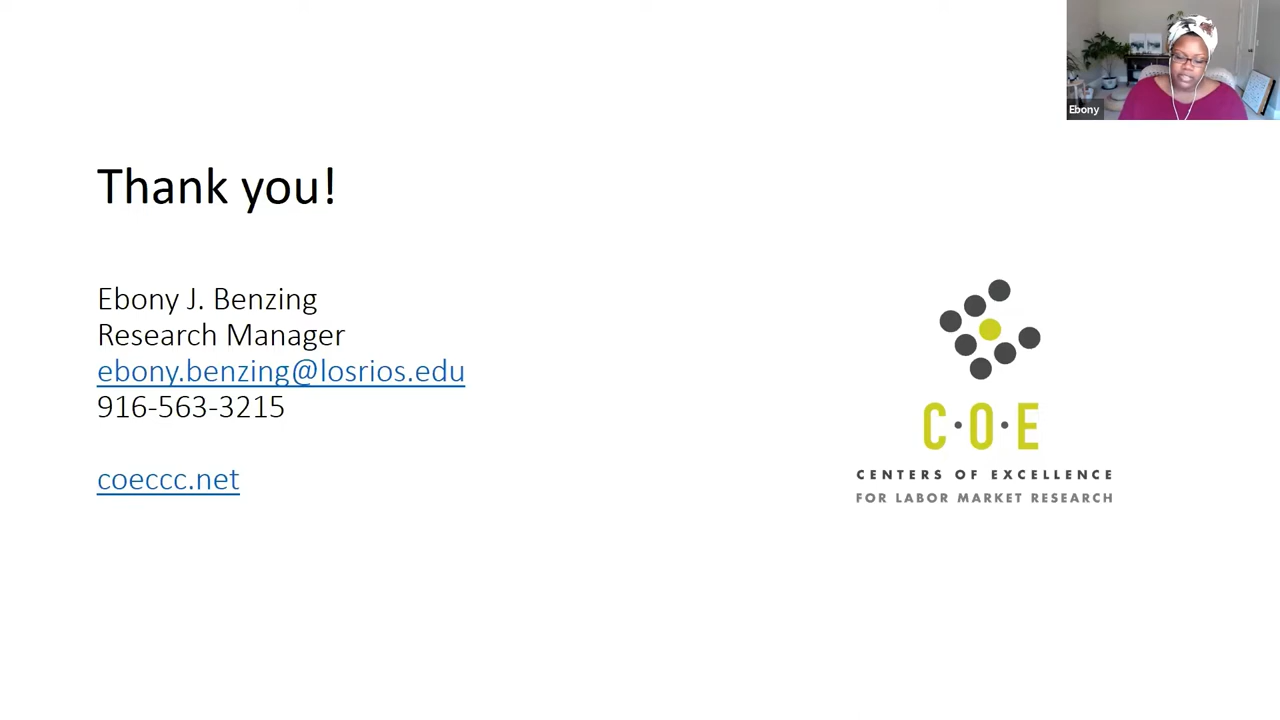 Ebony
Thank you!
Ebony J. Benzing
Research Manager
ebony.benzing@losrios.edu
916-563-3215
coeccc.net
C·O·E
CENTERS OF EXCELLENCE
FOR LABOR MARKET RESEARCH